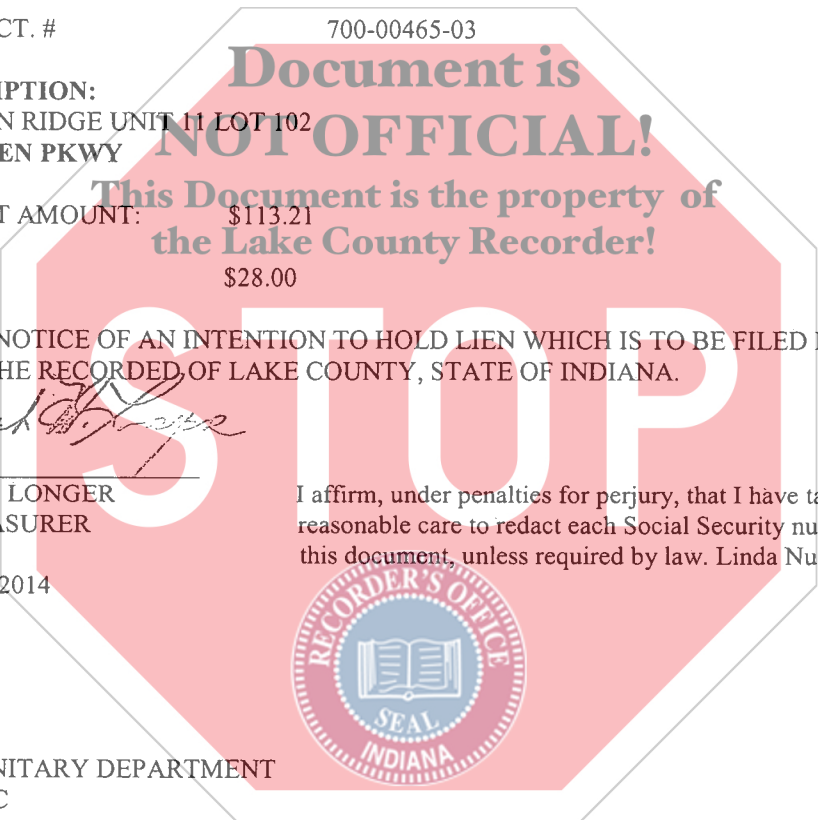 CT. # 700-00465-03
Document is
IPTION:
N RIDGE UNIT 11 LOT 102
NOT OFFICIAL!
EN PKWY
This Document is the property of
T AMOUNT: $113.21
the Lake County Recorder!
$28.00
STOP
NOTICE OF AN INTENTION TO HOLD LIEN WHICH IS TO BE FILED
HE RECORDED OF LAKE COUNTY, STATE OF INDIANA.
LONGER
ASURER
I affirm, under penalties for perjury, that I have ta
reasonable care to redact each Social Security nu
this document, unless required by law. Linda Nu
2014
RECORDER'S OFFICE
SEAL
INDIANA
NITARY DEPARTMENT
C